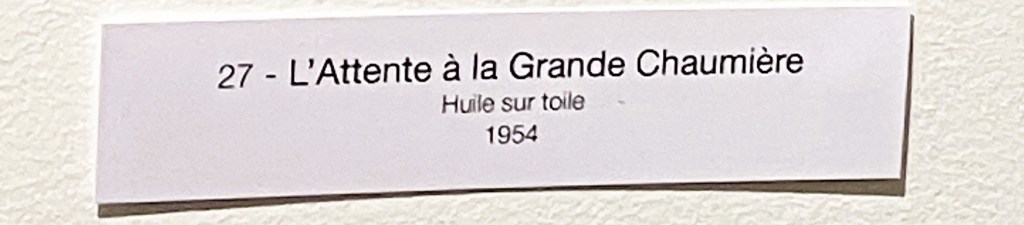 27 - L'Attente à la Grande Chaumière
Huile sur toile
1954